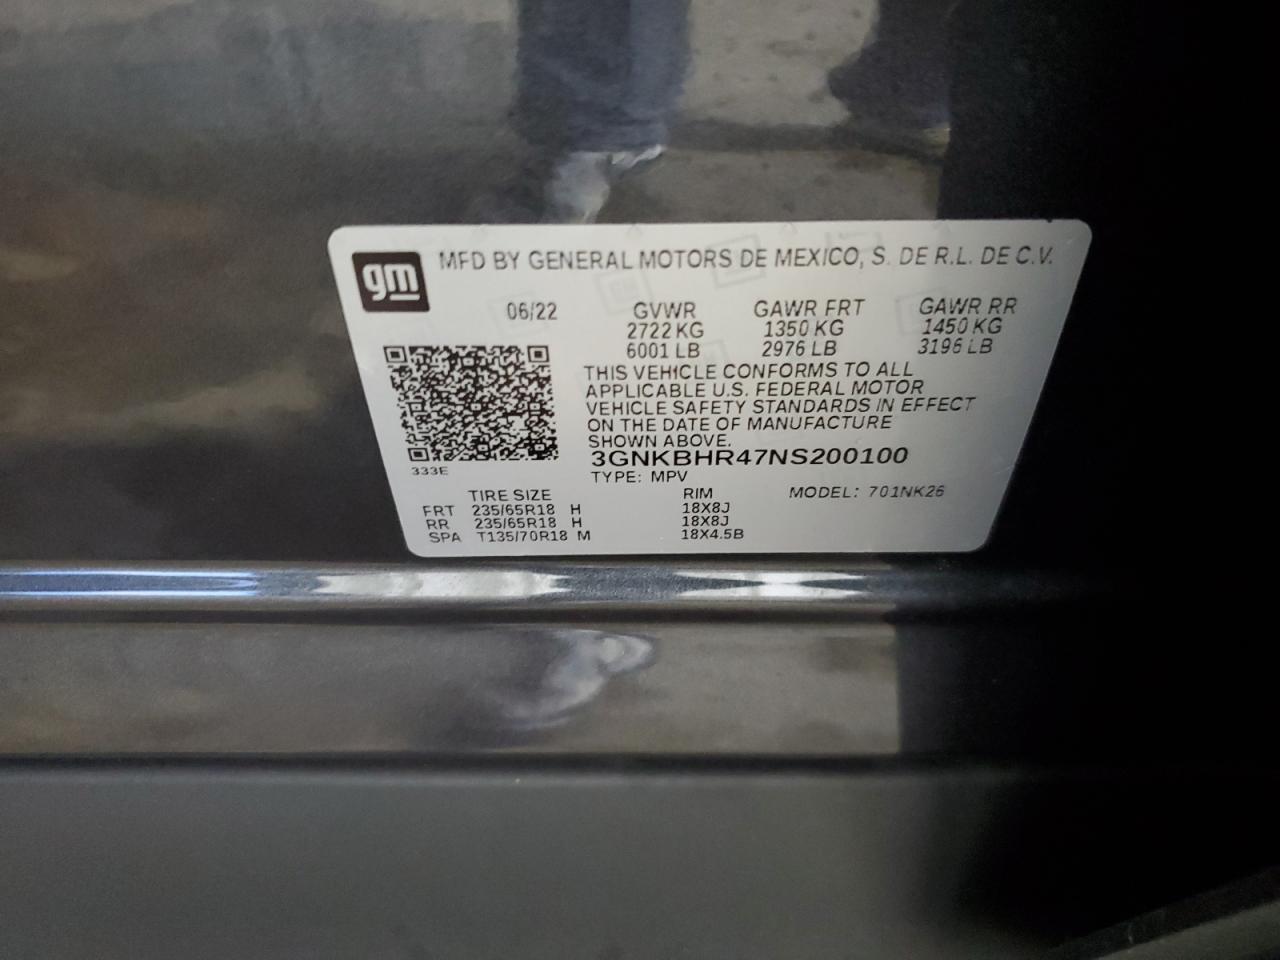 gm
MFD BY GENERAL MOTORS DE MEXICO, S. DE R.L. DE C.V.
06/22 GVWR GAWR FRT GAWR RR
2722 KG 1350 KG 1450 KG
6001 LB 2976 LB 3196 LB
THIS VEHICLE CONFORMS TO ALL
APPLICABLE U.S. FEDERAL MOTOR
VEHICLE SAFETY STANDARDS IN EFFECT
ON THE DATE OF MANUFACTURE
SHOWN ABOVE.
3GNKBHR47NS200100
333E
TYPE: MPV
TIRE SIZE RIM MODEL: 701NK26
FRT 235/65R18 H 18X8J
RR 235/65R18 H 18X8J
SPA T135/70R18 M 18X4.5B